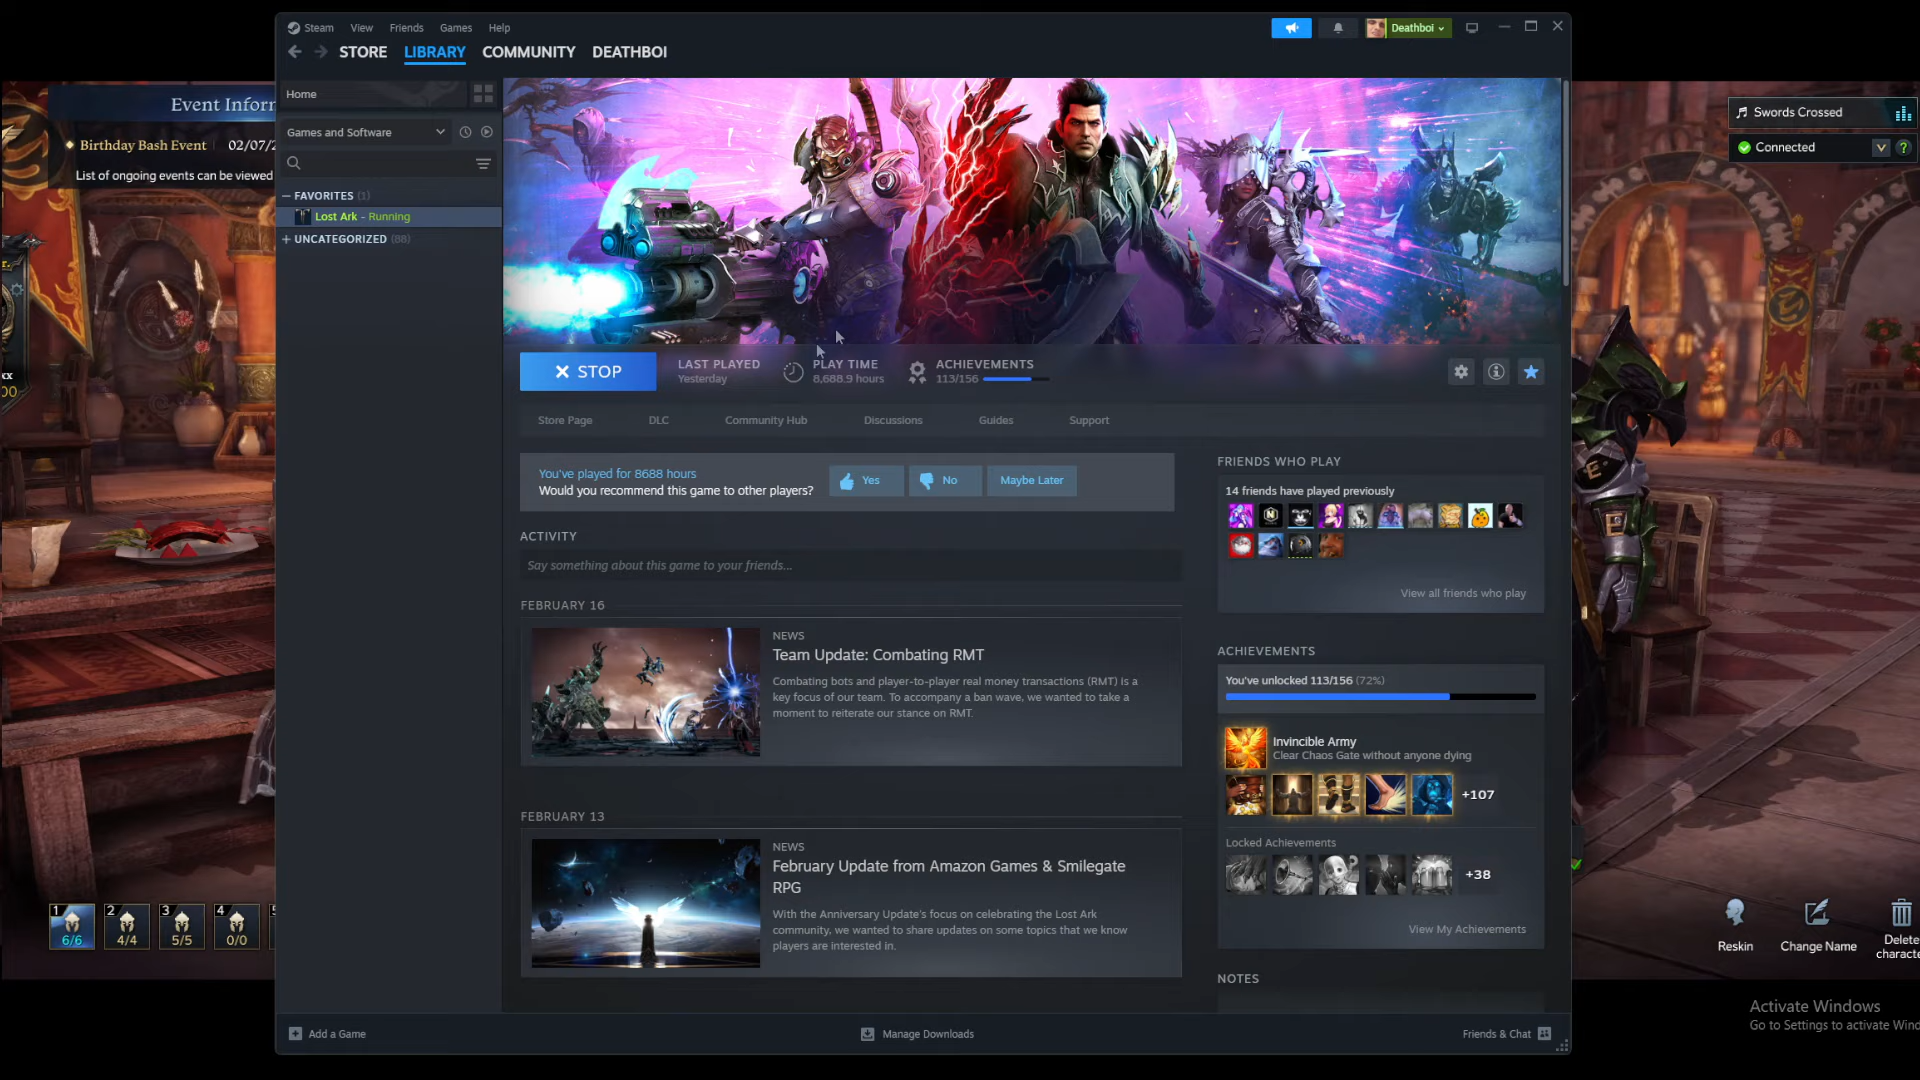 Steam View Friends Games Help
Deathboi
STORE LIBRARY COMMUNITY DEATHBOI
Home
Games and Software
FAVORITES (1)
Lost Ark - Running
UNCATEGORIZED (88)
Event Inforn
Birthday Bash Event 02/07/2
List of ongoing events can be viewed
Swords Crossed
Connected
?
STOP
LAST PLAYED
Yesterday
PLAY TIME
8,688.9 hours
ACHIEVEMENTS
113/156
Store Page DLC Community Hub Discussions Guides Support
You've played for 8688 hours
Would you recommend this game to other players?
Yes No Maybe Later
ACTIVITY
Say something about this game to your friends...
FEBRUARY 16
NEWS
Team Update: Combating RMT
Combating bots and player-to-player real money transactions (RMT) is a
key focus of our team. To accompany a ban wave, we wanted to take a
moment to reiterate our stance on RMT.
FEBRUARY 13
NEWS
February Update from Amazon Games & Smilegate
RPG
With the Anniversary Update's focus on celebrating the Lost Ark
community, we wanted to share updates on some topics that we know
players are interested in.
FRIENDS WHO PLAY
14 friends have played previously
View all friends who play
ACHIEVEMENTS
You've unlocked 113/156 (72%)
Invincible Army
Clear Chaos Gate without anyone dying
+107
Locked Achievements
+38
View My Achievements
NOTES
r.
xx
00
1 2 3 4 5
6/6 4/4 5/5 0/0
Reskin
Change Name
Delete
characte
Activate Windows
Go to Settings to activate Wind
Add a Game
Manage Downloads
Friends & Chat